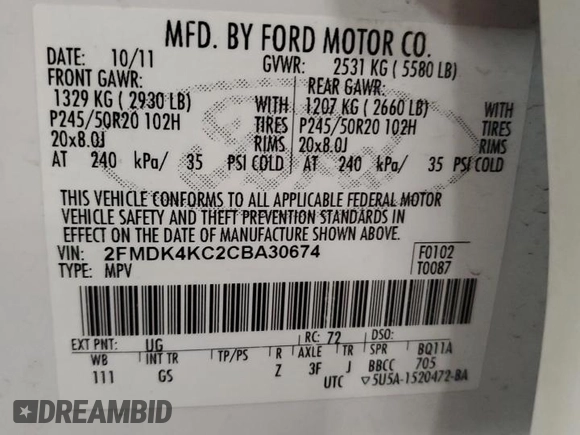 MFD. BY FORD MOTOR CO.
DATE: 10/11 GVWR: 2531 KG ( 5580 LB)
FRONT GAWR: REAR GAWR:
1329 KG ( 2930 LB) WITH 1207 KG ( 2660 LB) WITH
P245/50R20 102H TIRES P245/50R20 102H TIRES
20x8.0J RIMS 20x8.0J RIMS
AT 240 kPa/ 35 PSI COLD AT 240 kPa/ 35 PSI COLD
THIS VEHICLE CONFORMS TO ALL APPLICABLE FEDERAL MOTOR
VEHICLE SAFETY AND THEFT PREVENTION STANDARDS IN
EFFECT ON THE DATE OF MANUFACTURE SHOWN ABOVE.
VIN: 2FMDK4KC2CBA30674 F0102
TYPE: MPV T0087
EXT PNT: UG RC: 72 DSO:
WB INT TR TP/PS R AXLE TR SPR BQ11A
111 GS Z 3F J BBCC 705
UTC ▽5U5A-1520472-BA
DREAMBID